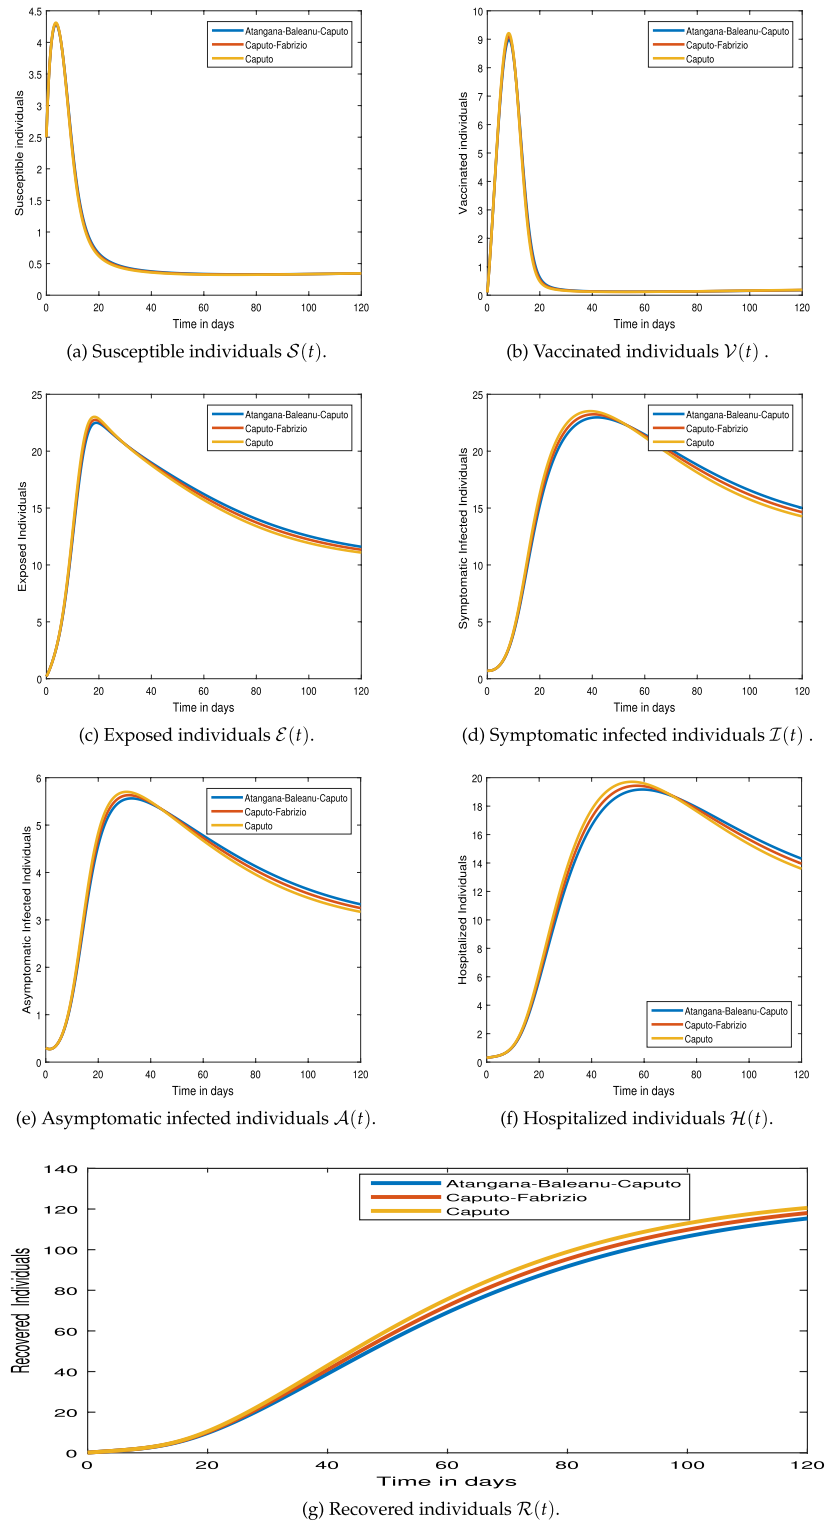 4.5
4
3.5
3
2.5
2
1.5
1
0.5
0
Susceptible individuals
Atangana-Baleanu-Caputo
Caputo-Fabrizio
Caputo
0 20 40 60 80 100 120
Time in days
(a) Susceptible individuals 𝒮(t).
10
9
8
7
6
5
4
3
2
1
0
Vaccinated individuals
Atangana-Baleanu-Caputo
Caputo-Fabrizio
Caputo
0 20 40 60 80 100 120
Time in days
(b) Vaccinated individuals 𝒱(t) .
25
20
15
10
5
0
Exposed Individuals
Atangana-Baleanu-Caputo
Caputo-Fabrizio
Caputo
0 20 40 60 80 100 120
Time in days
(c) Exposed individuals ℰ(t).
25
20
15
10
5
0
Symptomatic Infected Individuals
Atangana-Baleanu-Caputo
Caputo-Fabrizio
Caputo
0 20 40 60 80 100 120
Time in days
(d) Symptomatic infected individuals ℐ(t) .
6
5
4
3
2
1
0
Asymptomatic Infected Individuals
Atangana-Baleanu-Caputo
Caputo-Fabrizio
Caputo
0 20 40 60 80 100 120
Time in days
(e) Asymptomatic infected individuals 𝒜(t).
20
18
16
14
12
10
8
6
4
2
0
Hospitalized Individuals
Atangana-Baleanu-Caputo
Caputo-Fabrizio
Caputo
0 20 40 60 80 100 120
Time in days
(f) Hospitalized individuals ℋ(t).
140
120
100
80
60
40
20
0
Recovered Individuals
Atangana-Baleanu-Caputo
Caputo-Fabrizio
Caputo
0 20 40 60 80 100 120
Time in days
(g) Recovered individuals ℛ(t).